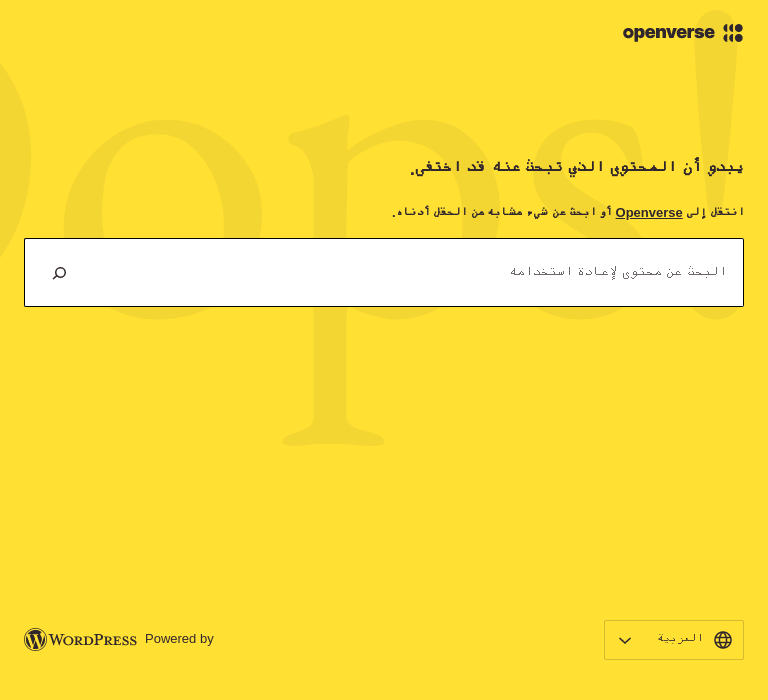 openverse
Oops!
يبدو أن المحتوى الذي تبحث عنه قد اختفى.
انتقل إلى Openverse أو ابحث عن شيء مشابه من الحقل أدناه.
البحث عن محتوى لإعادة استخدامه
العربية
Powered by WORDPRESS